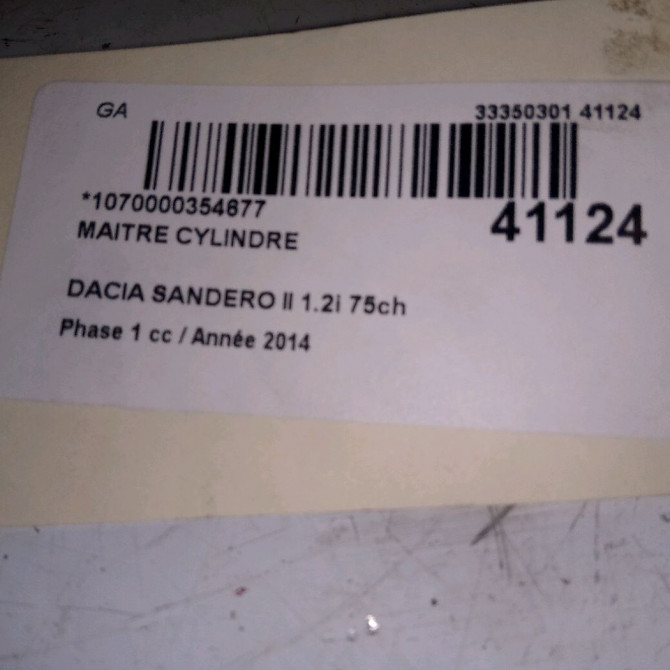 GA
33350301 41124
*1070000354677
41124
MAITRE CYLINDRE
DACIA SANDERO II 1.2i 75ch
Phase 1 cc / Année 2014